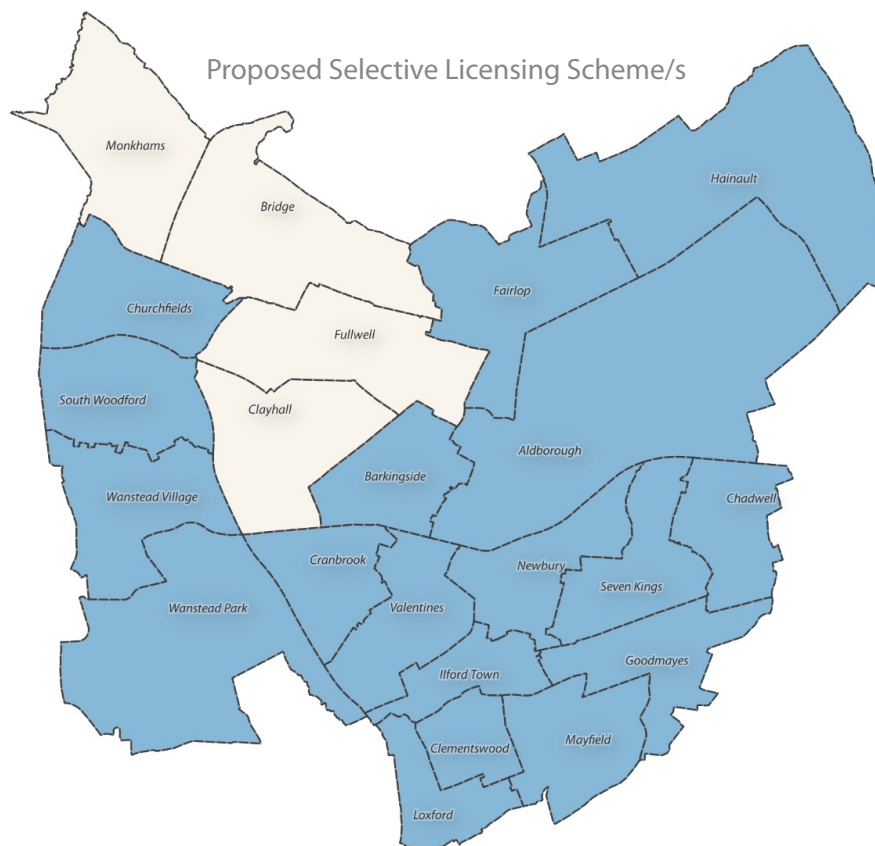 Proposed Selective Licensing Scheme/s
Monkhams
Hainault
Bridge
Fairlop
Churchfields
Fullwell
South Woodford
Clayhall
Aldborough
Barkingside
Wanstead Village
Chadwell
Cranbrook
Newbury
Seven Kings
Wanstead Park
Valentines
Goodmayes
Ilford Town
Mayfield
Clementswood
Loxford